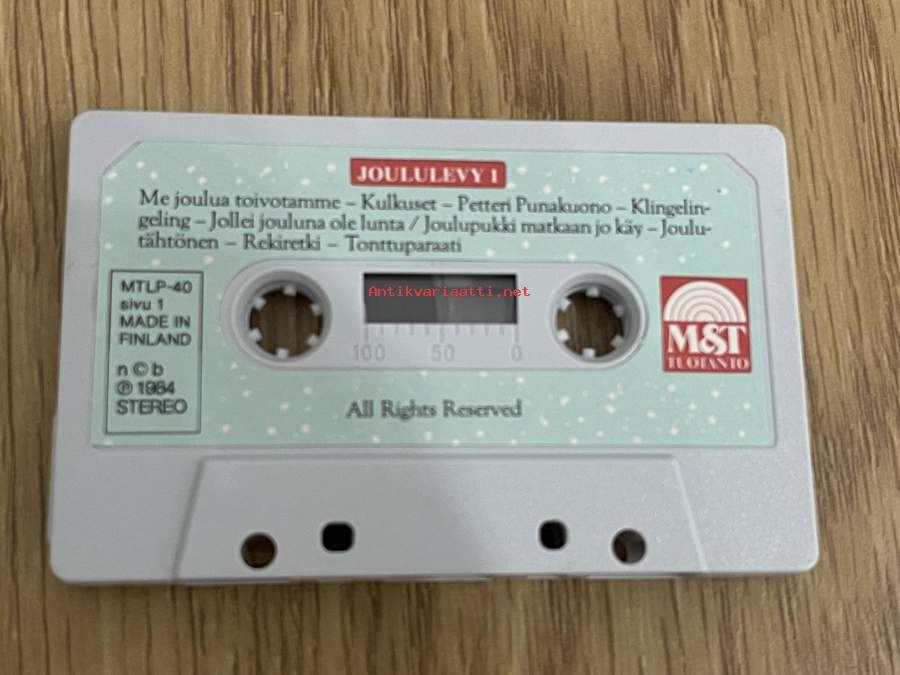 JOULULEVY 1
Me joulua toivotamme – Kulkuset – Petteri Punakuono – Klingelin-
geling – Jollei jouluna ole lunta / Joulupukki matkaan jo käy – Joulu-
tähtönen – Rekiretki – Tonttuparaati
MTLP-40
sivu 1
MADE IN
FINLAND
n © b
℗ 1984
STEREO
Antikvariaatti.net
100 50 0
M&T
TUOTANTO
All Rights Reserved